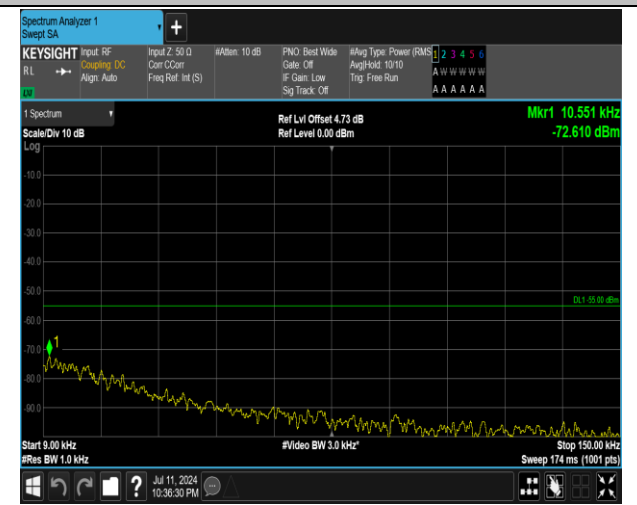 Spectrum Analyzer 1
Swept SA
+
KEYSIGHT Input: RF Input Z: 50 Ω #Atten: 10 dB PNO: Best Wide #Avg Type: Power (RMS 1 2 3 4 5 6
RL Coupling: DC Corr CCorr Gate: Off Avg|Hold: 10/10 A W W W W W
Align: Auto Freq Ref: Int (S) IF Gain: Low Trig: Free Run
Sig Track: Off A A A A A A
1 Spectrum
Ref Lvl Offset 4.73 dB Mkr1 10.551 kHz
Scale/Div 10 dB Ref Level 0.00 dBm -72.610 dBm
Log
-10.0
-20.0
-30.0
-40.0
-50.0
DL1 -55.00 dBm
-60.0
1
-70.0
-80.0
-90.0
Start 9.00 kHz #Video BW 3.0 kHz* Stop 150.00 kHz
#Res BW 1.0 kHz Sweep 174 ms (1001 pts)
? Jul 11, 2024
10:36:30 PM